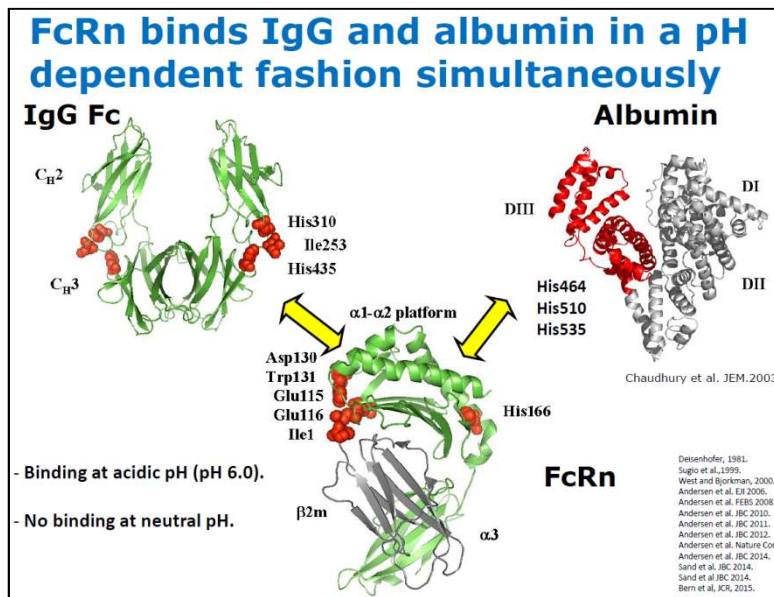 FcRn binds IgG and albumin in a pH
dependent fashion simultaneously
IgG Fc
Albumin
CH2
CH3
His310
Ile253
His435
DIII
DI
DII
His464
His510
His535
Chaudhury et al. JEM.2003
α1-α2 platform
Asp130
Trp131
Glu115
Glu116
Ile1
His166
FcRn
β2m
α3
- Binding at acidic pH (pH 6.0).
- No binding at neutral pH.
Deisenhofer, 1981.
Sugio et al.,1999.
West and Bjorkman, 2000.
Andersen et al. EJI 2006.
Andersen et al. FEBS 2008
Andersen et al. JBC 2010.
Andersen et al. JBC 2011.
Andersen et al. JBC 2012.
Andersen et al. Nature Cor
Andersen et al. JBC 2014.
Sand et al. JBC 2014.
Sand et al JBC 2014.
Bern et al, JCR, 2015.